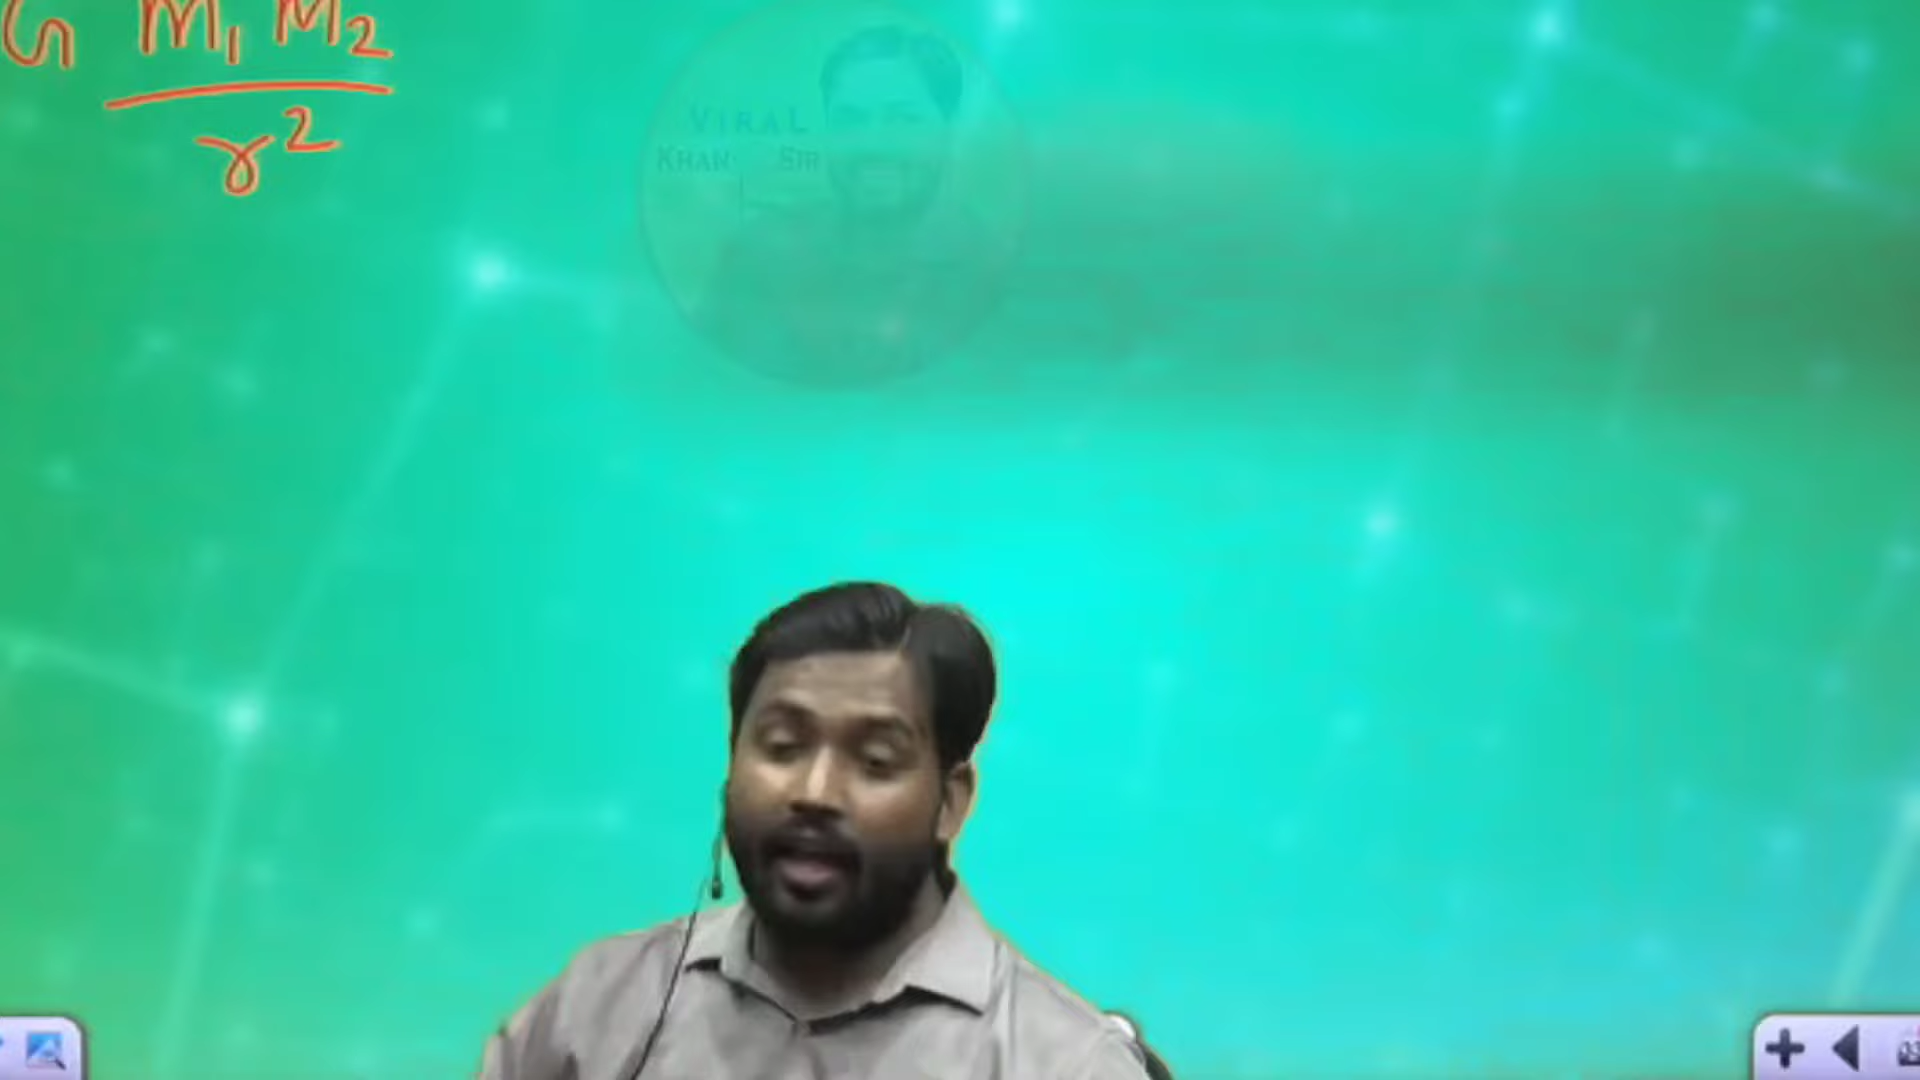 G M₁ M₂
r²
VIRAL
KHAN SIR